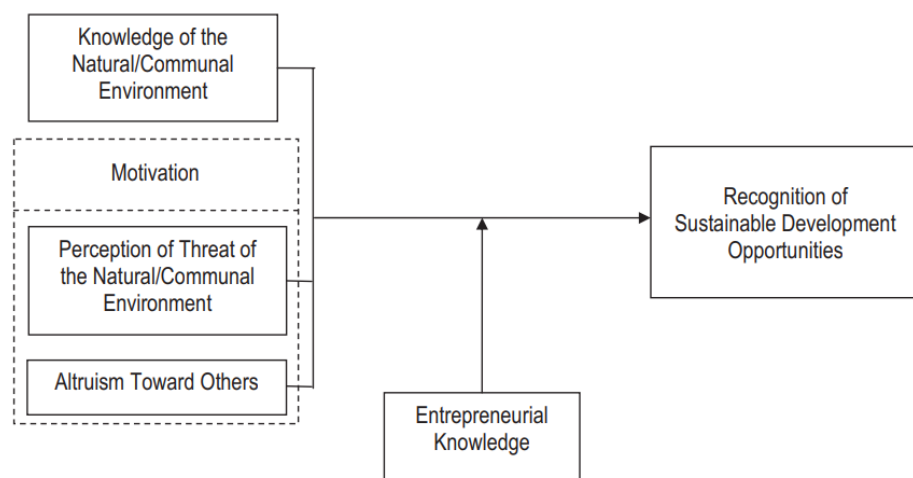 Knowledge of the
Natural/Communal
Environment
Motivation
Perception of Threat of
the Natural/Communal
Environment
Altruism Toward Others
Entrepreneurial
Knowledge
Recognition of
Sustainable Development
Opportunities